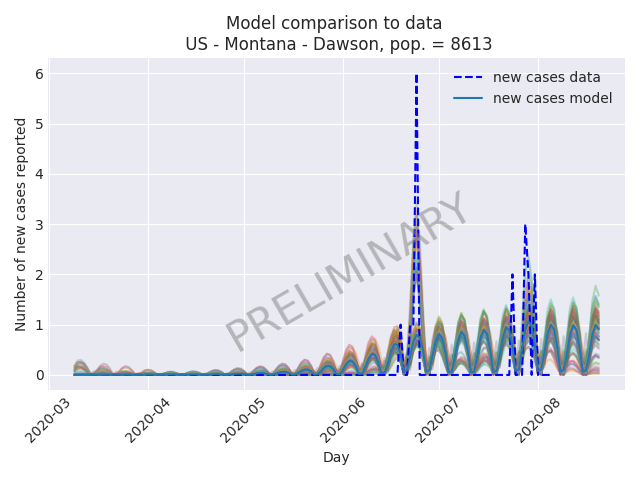 Model comparison to data
US - Montana - Dawson, pop. = 8613
new cases data
new cases model
Number of new cases reported
6
5
4
3
2
1
0
PRELIMINARY
2020-03
2020-04
2020-05
2020-06
2020-07
2020-08
Day